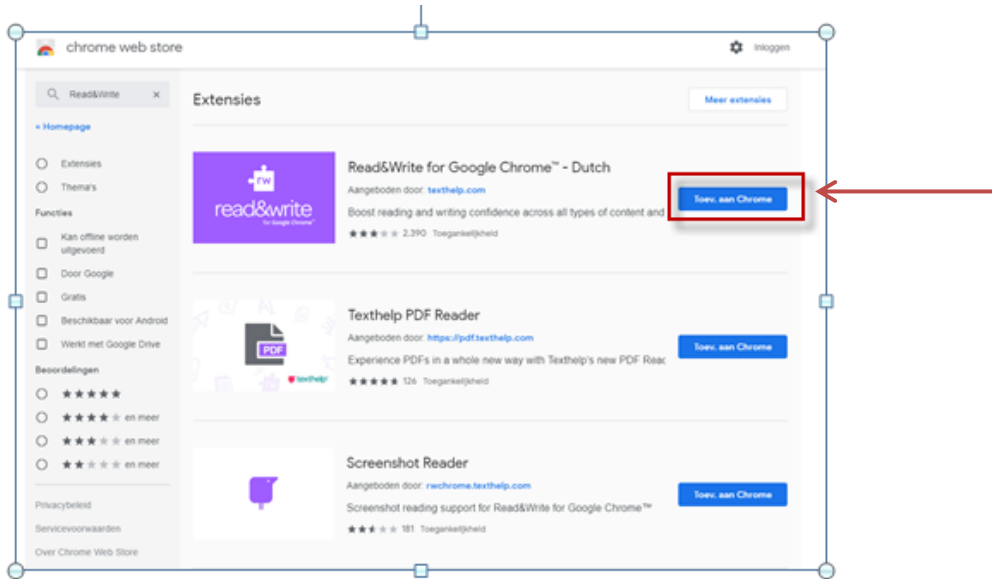 chrome web store
Inloggen
Read&Write
« Homepage
Extensies
Thema's
Functies
Kan offline worden
uitgevoerd
Door Google
Gratis
Beschikbaar voor Android
Werkt met Google Drive
Beoordelingen
en meer
en meer
en meer
Privacybeleid
Servicevoorwaarden
Over Chrome Web Store
Extensies
Meer extensies
rw
read&write
for Google Chrome™
Read&Write for Google Chrome™ - Dutch
Aangeboden door: texthelp.com
Boost reading and writing confidence across all types of content and
2.390 Toegankelijkheid
Toev. aan Chrome
PDF
texthelp
Texthelp PDF Reader
Aangeboden door: https://pdf.texthelp.com
Experience PDFs in a whole new way with Texthelp's new PDF Reac
126 Toegankelijkheid
Toev. aan Chrome
Screenshot Reader
Aangeboden door: rwchrome.texthelp.com
Screenshot reading support for Read&Write for Google Chrome™
181 Toegankelijkheid
Toev. aan Chrome